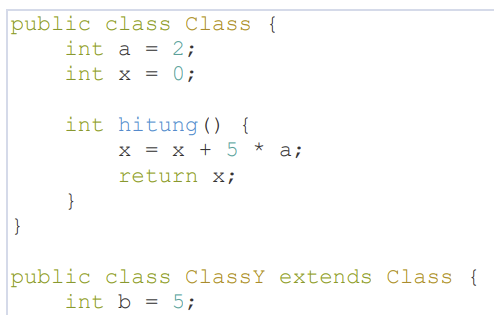 public class Class {
    int a = 2;
    int x = 0;

    int hitung() {
        x = x + 5 * a;
        return x;
    }
}

public class ClassY extends Class {
    int b = 5;